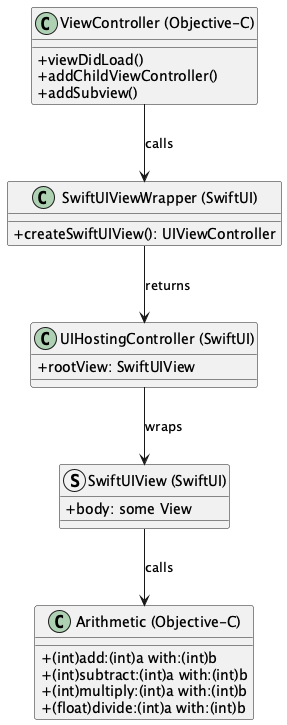 C ViewController (Objective-C)
+viewDidLoad()
+addChildViewController()
+addSubview()
calls
C SwiftUIViewWrapper (SwiftUI)
+createSwiftUIView(): UIViewController
returns
C UIHostingController (SwiftUI)
+rootView: SwiftUIView
wraps
S SwiftUIView (SwiftUI)
+body: some View
calls
C Arithmetic (Objective-C)
+(int)add:(int)a with:(int)b
+(int)subtract:(int)a with:(int)b
+(int)multiply:(int)a with:(int)b
+(float)divide:(int)a with:(int)b